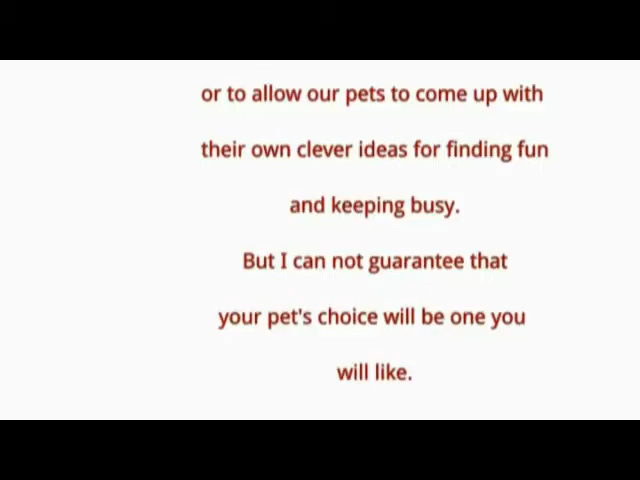 or to allow our pets to come up with
their own clever ideas for finding fun
and keeping busy.
But I can not guarantee that
your pet's choice will be one you
will like.